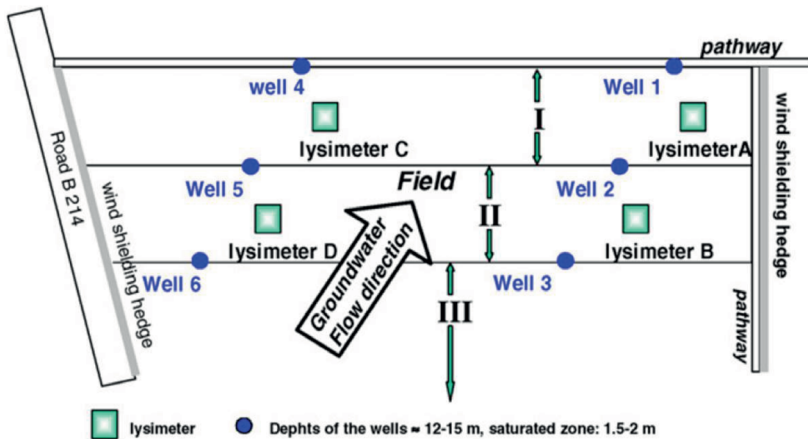 pathway
well 4
Well 1
I
lysimeter C
lysimeterA
Road B 214
wind shielding hedge
Well 5
Field
Well 2
II
wind shielding hedge
lysimeter D
lysimeter B
Well 6
Groundwater
Flow direction
Well 3
III
pathway
lysimeter
Dephts of the wells ≈ 12-15 m, saturated zone: 1.5-2 m